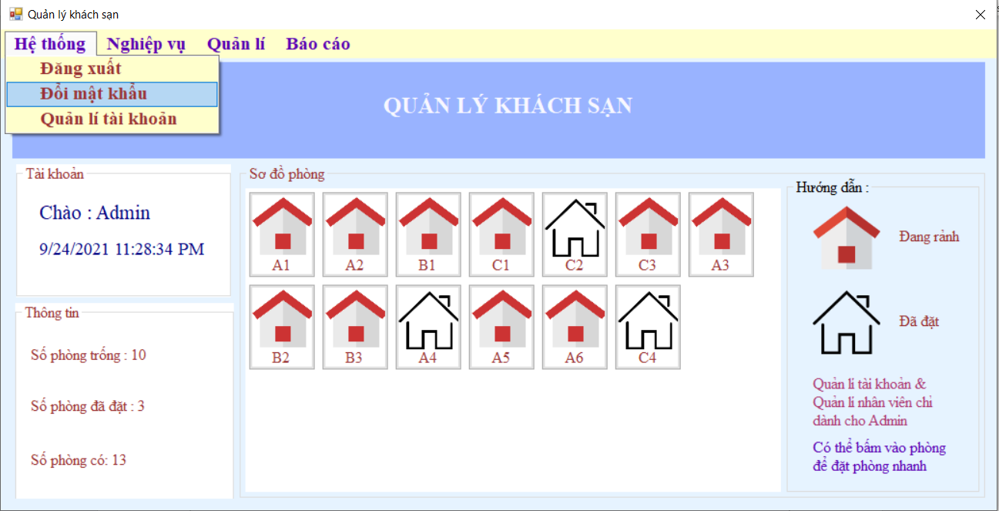 Quản lý khách sạn
Hệ thống Nghiệp vụ Quản lí Báo cáo
Đăng xuất
Đổi mật khẩu
Quản lí tài khoản
QUẢN LÝ KHÁCH SẠN
Tài khoản
Chào : Admin
9/24/2021 11:28:34 PM
Thông tin
Số phòng trống : 10
Số phòng đã đặt : 3
Số phòng có: 13
Sơ đồ phòng
A1 A2 B1 C1 C2 C3 A3
B2 B3 A4 A5 A6 C4
Hướng dẫn :
Đang rảnh
Đã đặt
Quản lí tài khoản &
Quản lí nhân viên chỉ
dành cho Admin
Có thể bấm vào phòng
để đặt phòng nhanh